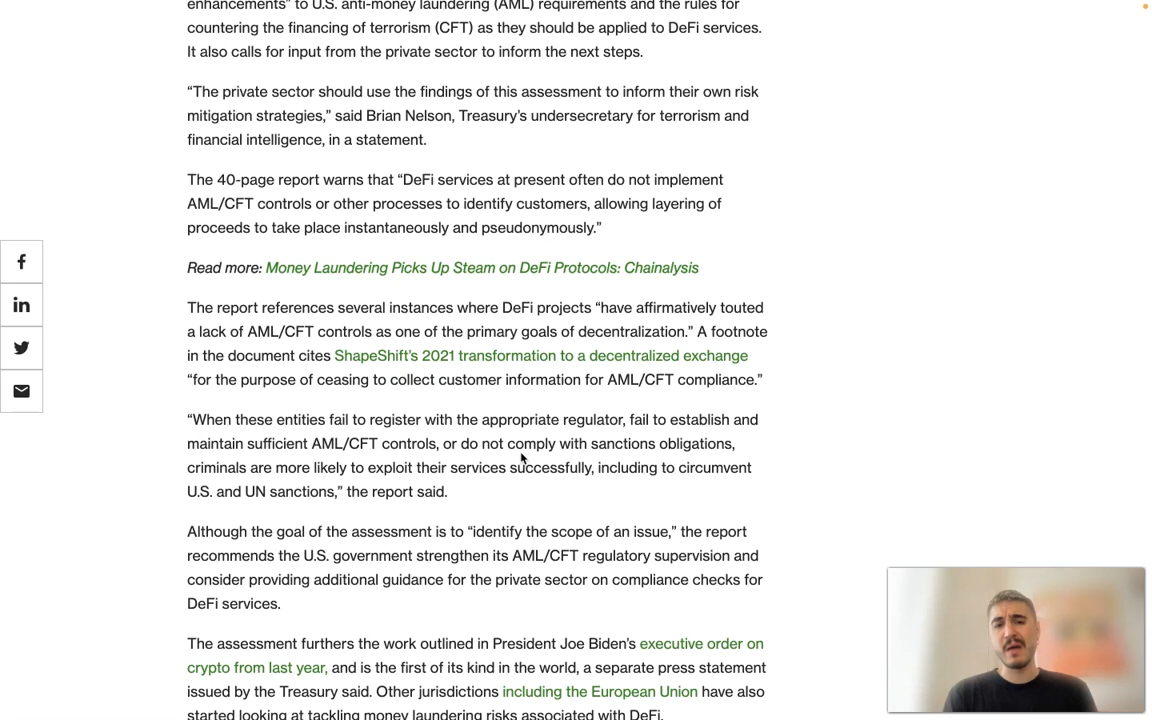 enhancements” to U.S. anti-money laundering (AML) requirements and the rules for
countering the financing of terrorism (CFT) as they should be applied to DeFi services.
It also calls for input from the private sector to inform the next steps.
“The private sector should use the findings of this assessment to inform their own risk
mitigation strategies,” said Brian Nelson, Treasury’s undersecretary for terrorism and
financial intelligence, in a statement.
The 40-page report warns that “DeFi services at present often do not implement
AML/CFT controls or other processes to identify customers, allowing layering of
proceeds to take place instantaneously and pseudonymously.”
Read more: Money Laundering Picks Up Steam on DeFi Protocols: Chainalysis
The report references several instances where DeFi projects “have affirmatively touted
a lack of AML/CFT controls as one of the primary goals of decentralization.” A footnote
in the document cites ShapeShift’s 2021 transformation to a decentralized exchange
“for the purpose of ceasing to collect customer information for AML/CFT compliance.”
“When these entities fail to register with the appropriate regulator, fail to establish and
maintain sufficient AML/CFT controls, or do not comply with sanctions obligations,
criminals are more likely to exploit their services successfully, including to circumvent
U.S. and UN sanctions,” the report said.
Although the goal of the assessment is to “identify the scope of an issue,” the report
recommends the U.S. government strengthen its AML/CFT regulatory supervision and
consider providing additional guidance for the private sector on compliance checks for
DeFi services.
The assessment furthers the work outlined in President Joe Biden’s executive order on
crypto from last year, and is the first of its kind in the world, a separate press statement
issued by the Treasury said. Other jurisdictions including the European Union have also
started looking at tackling money laundering risks associated with DeFi.